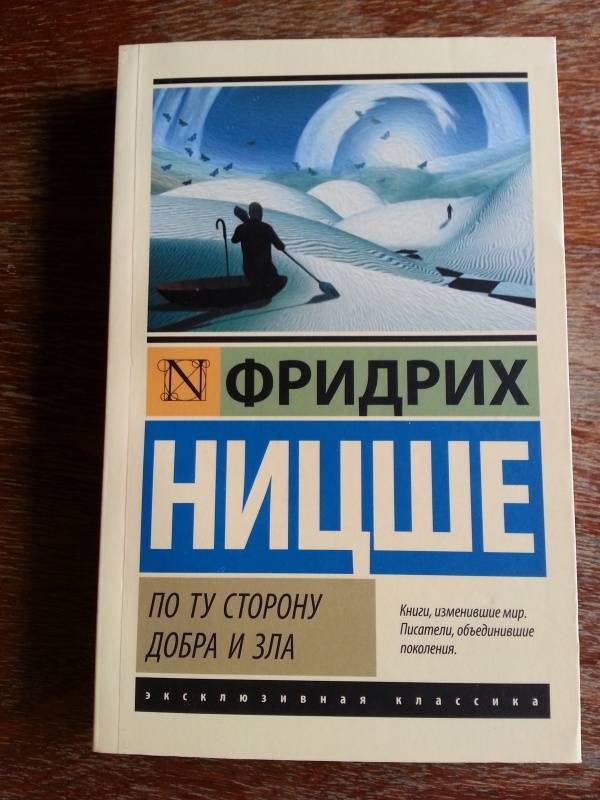 N ФРИДРИХ
НИЦШЕ
ПО ТУ СТОРОНУ
ДОБРА И ЗЛА
Книги, изменившие мир.
Писатели, объединившие
поколения.
эксклюзивная классика